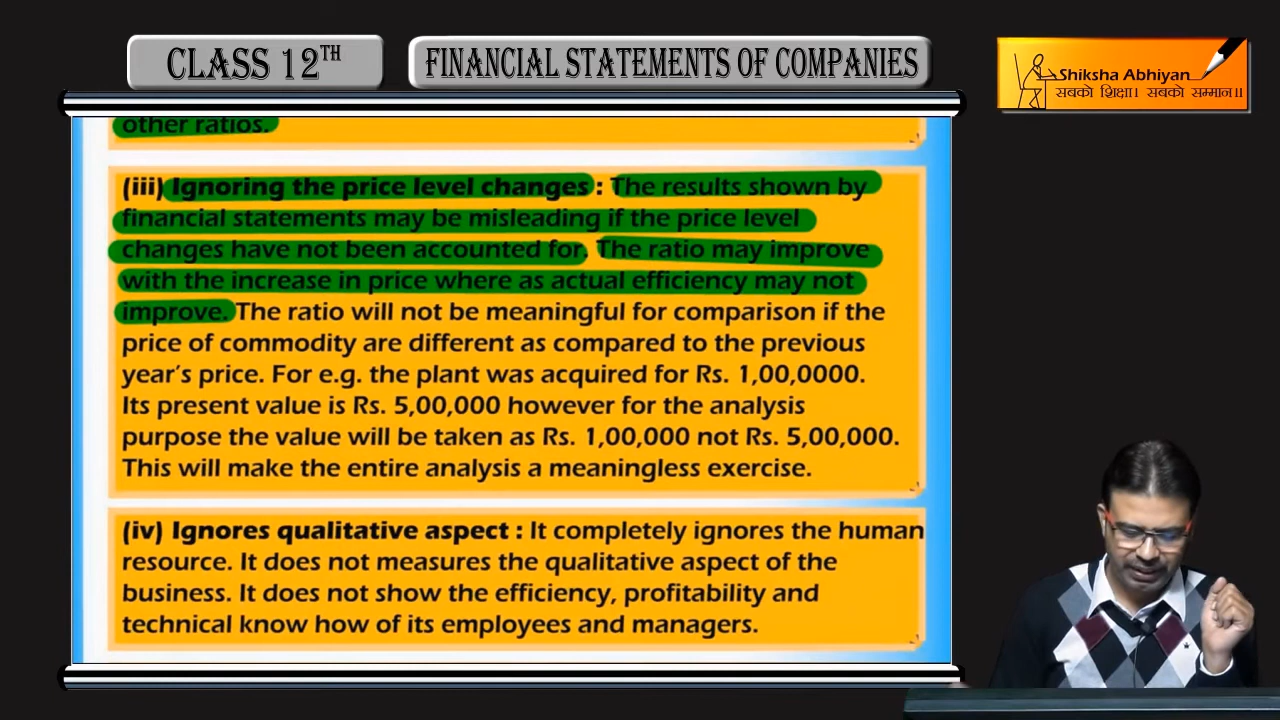 CLASS 12TH
FINANCIAL STATEMENTS OF COMPANIES
Shiksha Abhiyan
सबको शिक्षा। सबको सम्मान॥
other ratios.
(iii) Ignoring the price level changes : The results shown by
financial statements may be misleading if the price level
changes have not been accounted for. The ratio may improve
with the increase in price where as actual efficiency may not
improve. The ratio will not be meaningful for comparison if the
price of commodity are different as compared to the previous
year's price. For e.g. the plant was acquired for Rs. 1,00,0000.
Its present value is Rs. 5,00,000 however for the analysis
purpose the value will be taken as Rs. 1,00,000 not Rs. 5,00,000.
This will make the entire analysis a meaningless exercise.
(iv) Ignores qualitative aspect : It completely ignores the human
resource. It does not measures the qualitative aspect of the
business. It does not show the efficiency, profitability and
technical know how of its employees and managers.